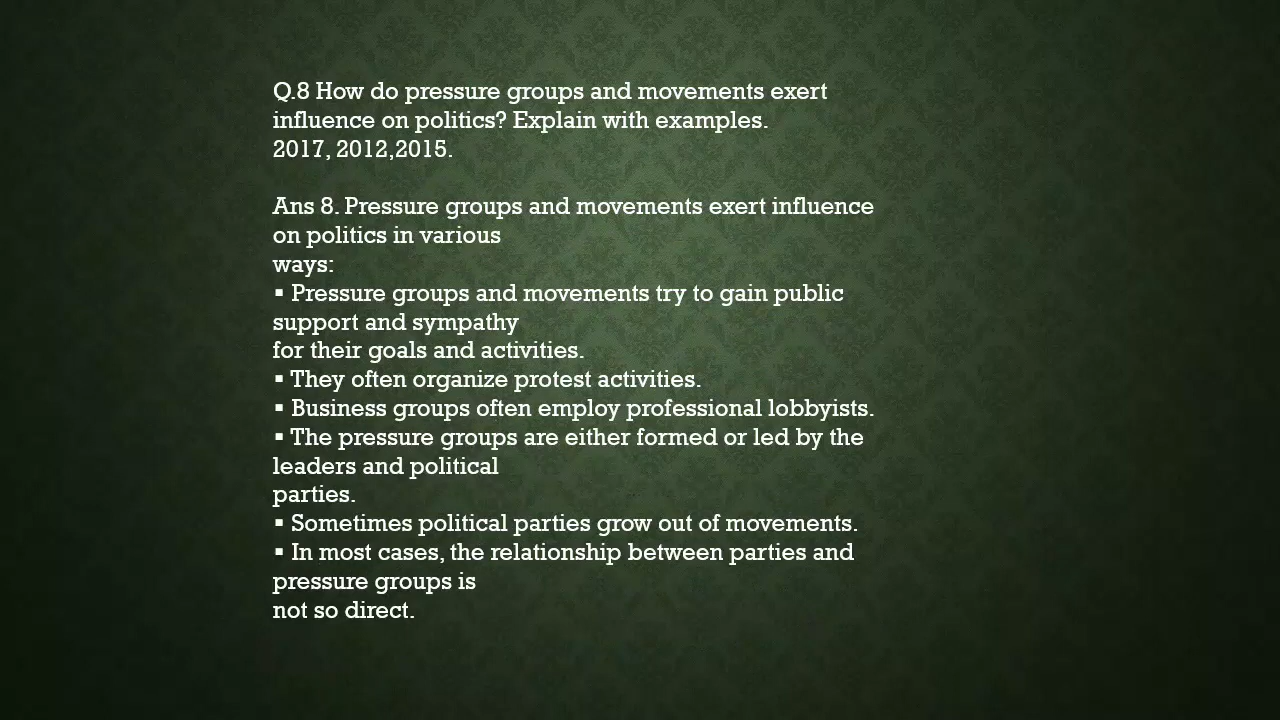 Q.8 How do pressure groups and movements exert
influence on politics? Explain with examples.
2017, 2012,2015.
Ans 8. Pressure groups and movements exert influence
on politics in various
ways:
▪ Pressure groups and movements try to gain public
support and sympathy
for their goals and activities.
▪ They often organize protest activities.
▪ Business groups often employ professional lobbyists.
▪ The pressure groups are either formed or led by the
leaders and political
parties.
▪ Sometimes political parties grow out of movements.
▪ In most cases, the relationship between parties and
pressure groups is
not so direct.